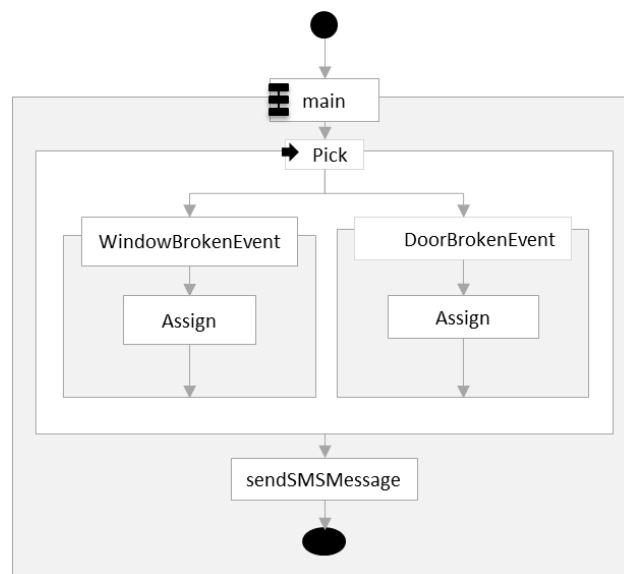 main
Pick
WindowBrokenEvent
DoorBrokenEvent
Assign
Assign
sendSMSMessage